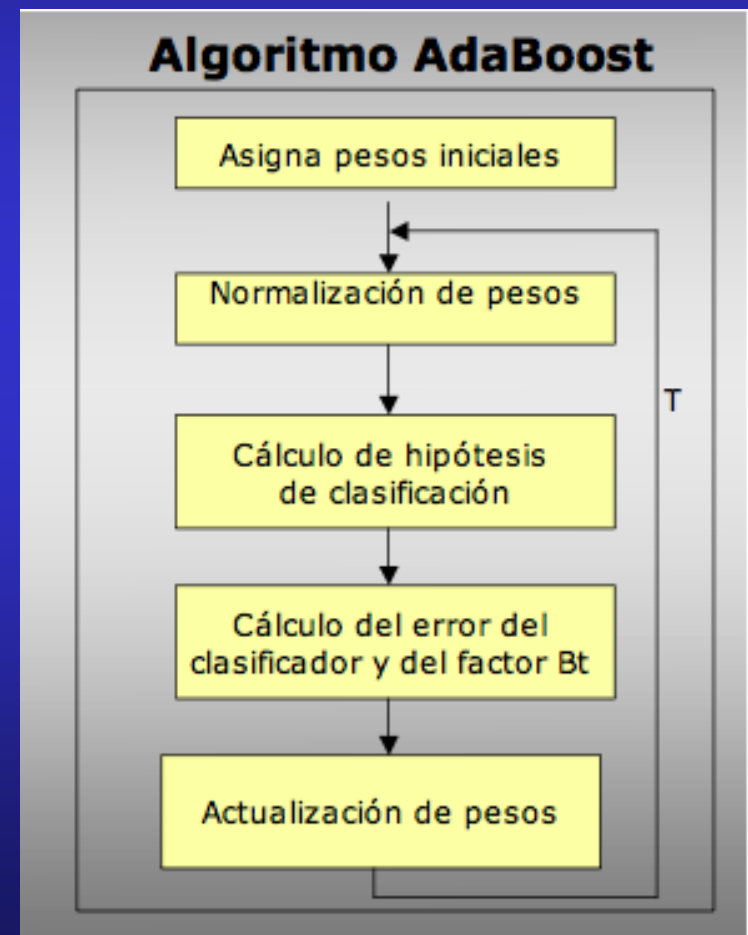 Algoritmo AdaBoost
Asigna pesos iniciales
Normalización de pesos
T
Cálculo de hipótesis
de clasificación
Cálculo del error del
clasificador y del factor Bt
Actualización de pesos